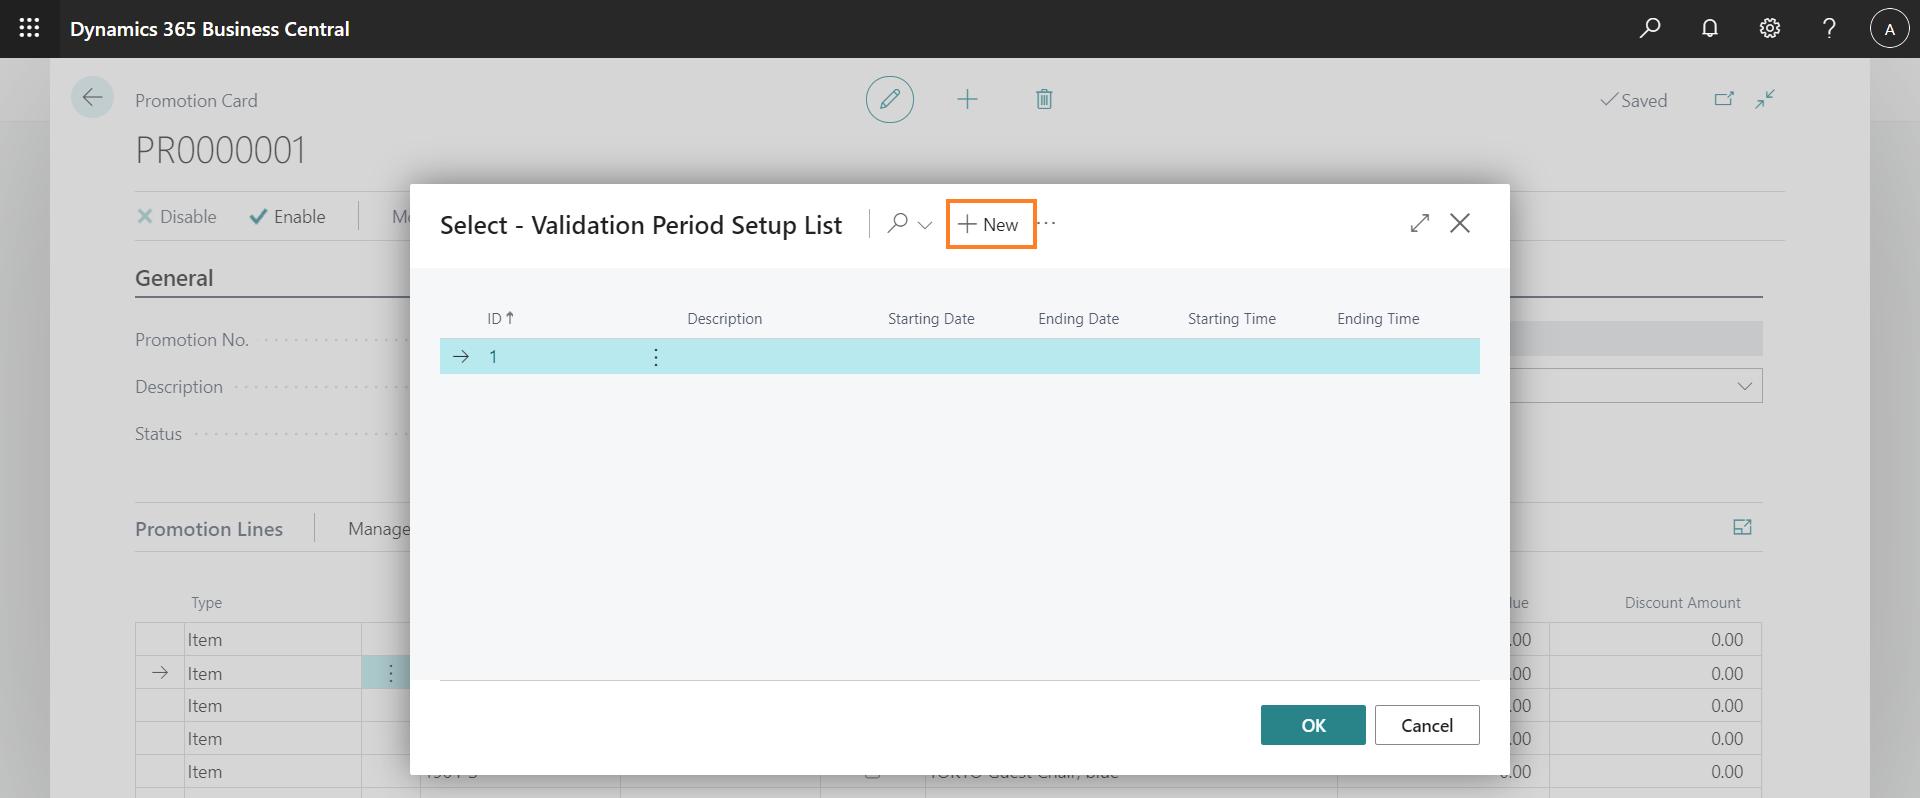 Dynamics 365 Business Central
A
Promotion Card
Saved
PR0000001
Disable
Enable
Select - Validation Period Setup List
New
General
ID
Description
Starting Date
Ending Date
Starting Time
Ending Time
1
Promotion No.
Description
Status
Promotion Lines
Manage
Type
Discount Amount
Item
.00
0.00
Item
.00
0.00
Item
.00
0.00
Item
.00
0.00
Item
0.00
0.00
OK
Cancel